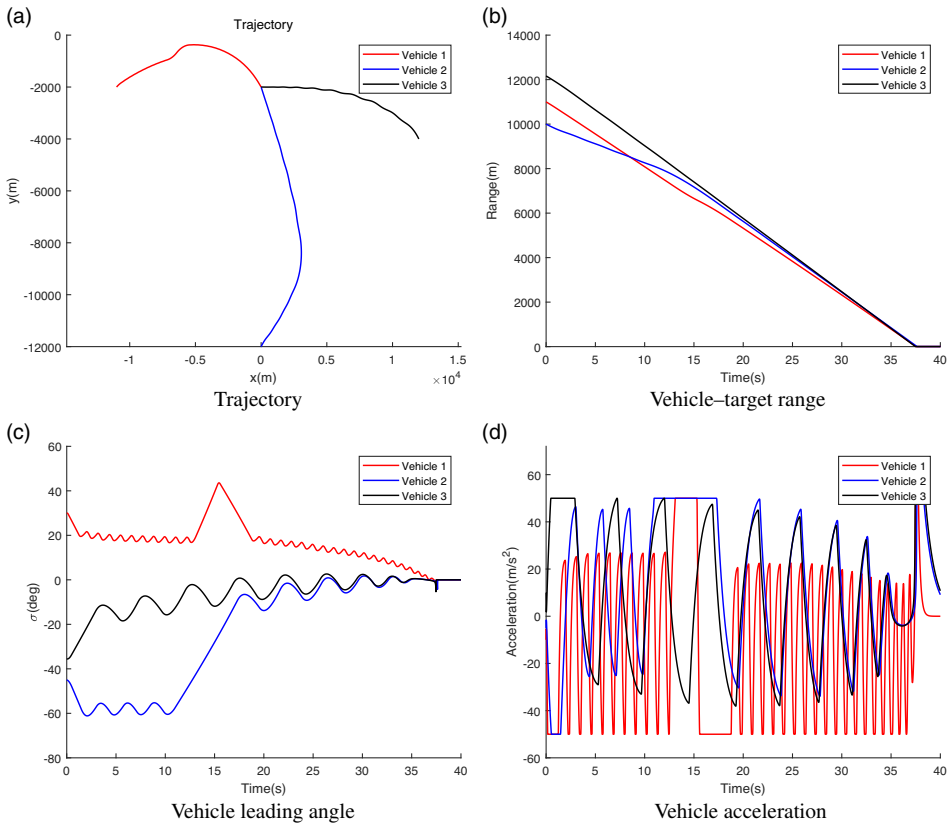 (a)
Trajectory
Vehicle 1
Vehicle 2
Vehicle 3
0
-2000
-4000
-6000
-8000
-10000
-12000
y(m)
-1 -0.5 0 0.5 1 1.5
x(m)
×10⁴
Trajectory
(b)
Vehicle 1
Vehicle 2
Vehicle 3
14000
12000
10000
8000
6000
4000
2000
0
Range(m)
0 5 10 15 20 25 30 35 40
Time(s)
Vehicle–target range
(c)
Vehicle 1
Vehicle 2
Vehicle 3
60
40
20
0
-20
-40
-60
-80
σ(deg)
0 5 10 15 20 25 30 35 40
Time(s)
Vehicle leading angle
(d)
Vehicle 1
Vehicle 2
Vehicle 3
60
40
20
0
-20
-40
-60
Acceleration(m/s²)
0 5 10 15 20 25 30 35 40
Time(s)
Vehicle acceleration